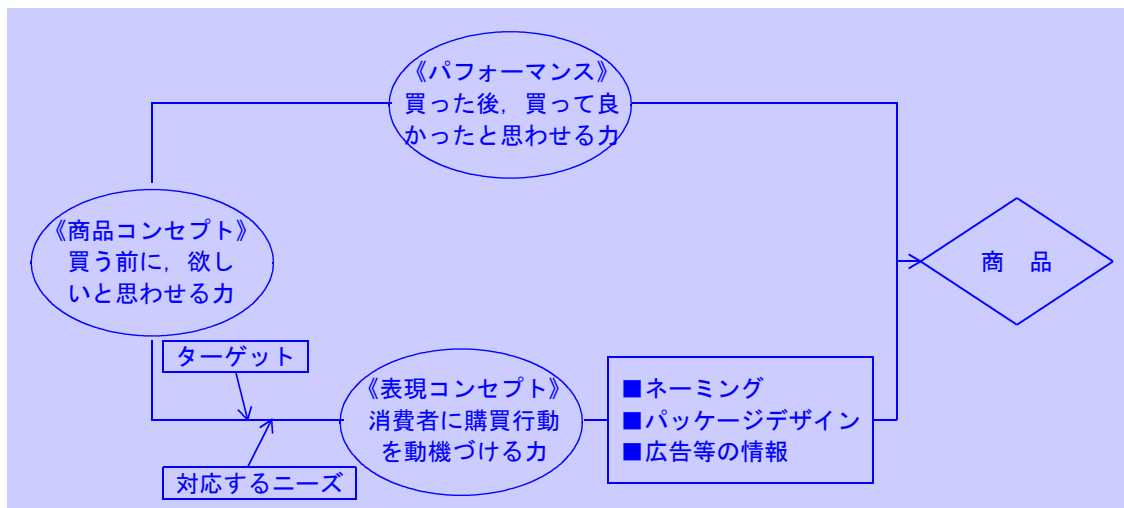 《パフォーマンス》
買った後，買って良
かったと思わせる力
《商品コンセプト》
買う前に，欲し
いと思わせる力
商　品
ターゲット
《表現コンセプト》
消費者に購買行動
を動機づける力
■ネーミング
■パッケージデザイン
■広告等の情報
対応するニーズ